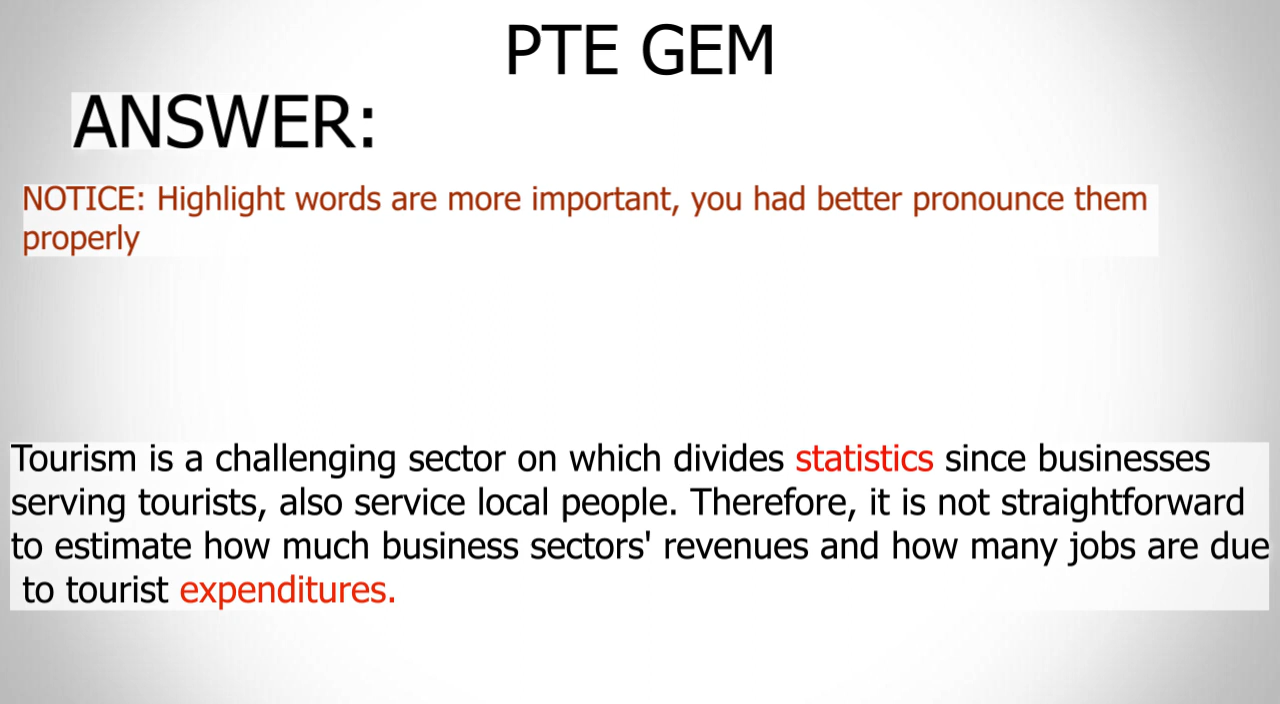 PTE GEM
ANSWER:
NOTICE: Highlight words are more important, you had better pronounce them
properly
Tourism is a challenging sector on which divides statistics since businesses
serving tourists, also service local people. Therefore, it is not straightforward
to estimate how much business sectors' revenues and how many jobs are due
to tourist expenditures.